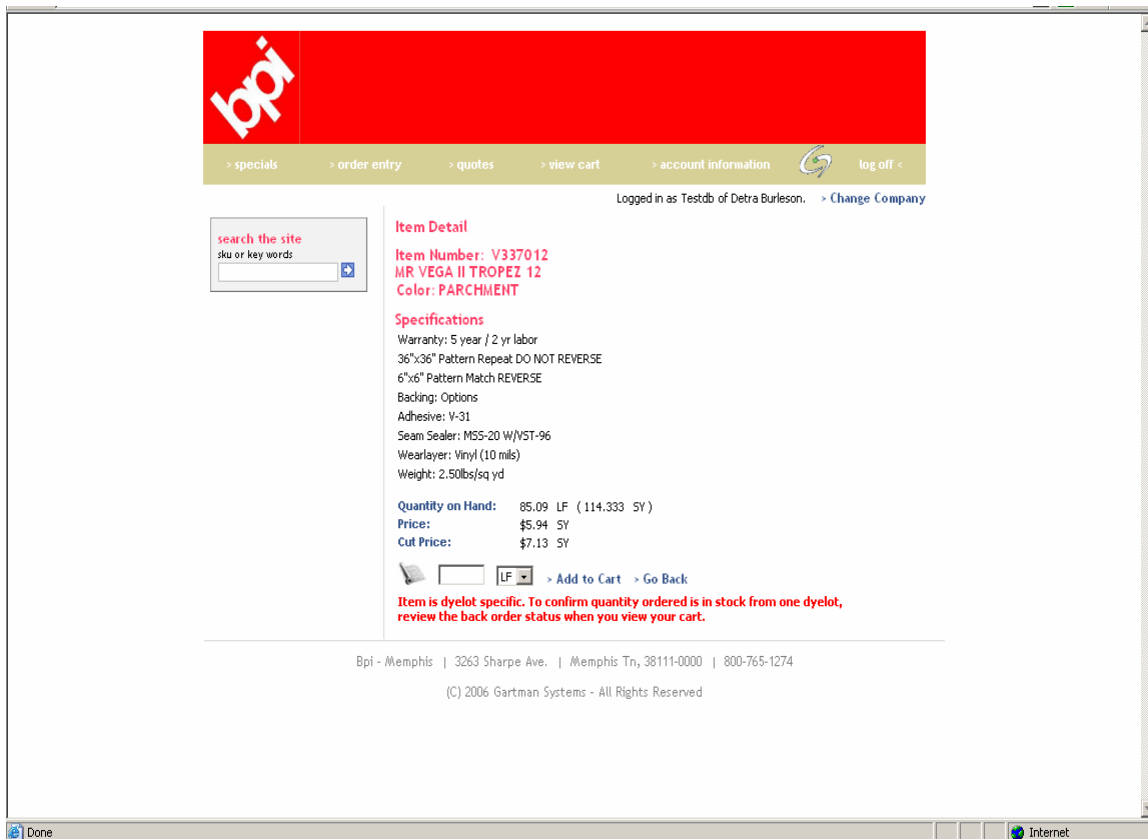 bpi
> specials > order entry > quotes > view cart > account information log off <
Logged in as Testdb of Detra Burleson. > Change Company
search the site
sku or key words
Item Detail
Item Number: V337012
MR VEGA II TROPEZ 12
Color: PARCHMENT
Specifications
Warranty: 5 year / 2 yr labor
36"x36" Pattern Repeat DO NOT REVERSE
6"x6" Pattern Match REVERSE
Backing: Options
Adhesive: V-31
Seam Sealer: MSS-20 W/VST-96
Wearlayer: Vinyl (10 mils)
Weight: 2.50lbs/sq yd
Quantity on Hand: 85.09 LF ( 114.333 SY )
Price: $5.94 SY
Cut Price: $7.13 SY
LF > Add to Cart > Go Back
Item is dyelot specific. To confirm quantity ordered is in stock from one dyelot,
review the back order status when you view your cart.
Bpi - Memphis | 3263 Sharpe Ave. | Memphis Tn, 38111-0000 | 800-765-1274
(C) 2006 Gartman Systems - All Rights Reserved
Done Internet